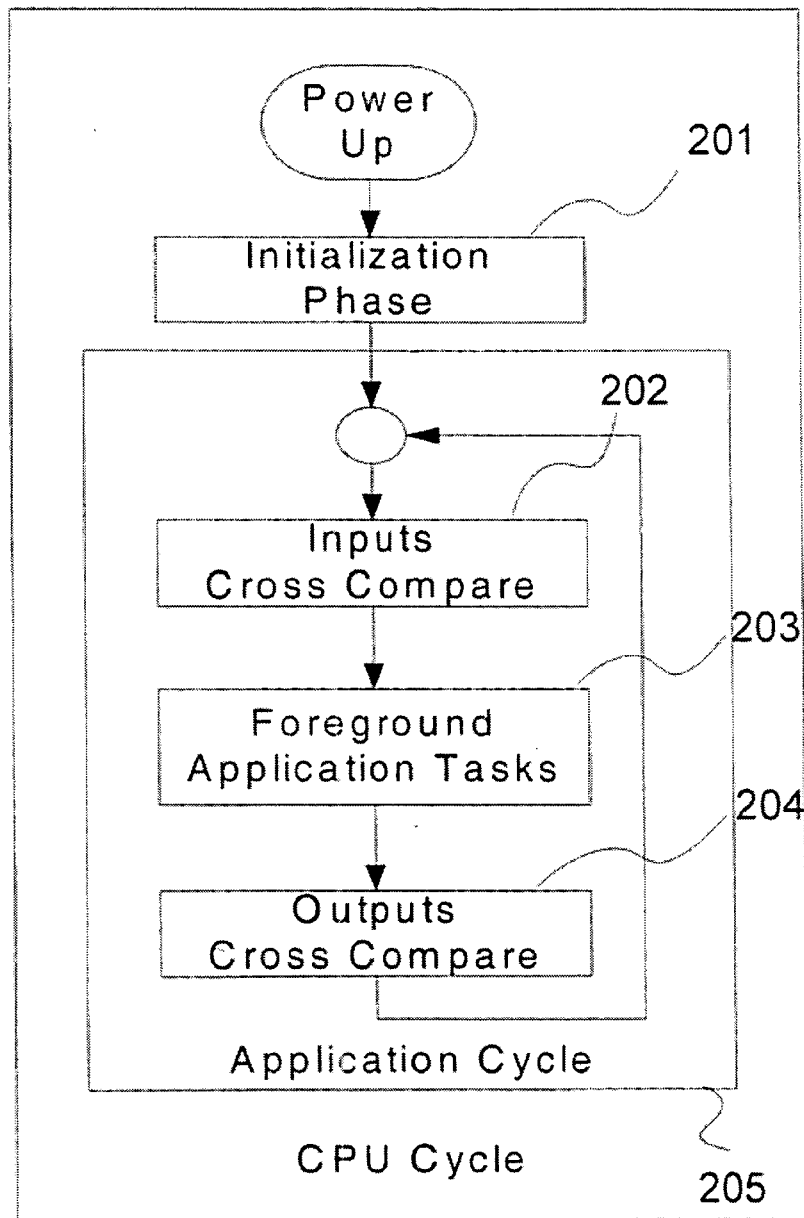 Power
Up
201
Initialization
Phase
202
Inputs
Cross Compare
203
Foreground
Application Tasks
204
Outputs
Cross Compare
Application Cycle
CPU Cycle
205